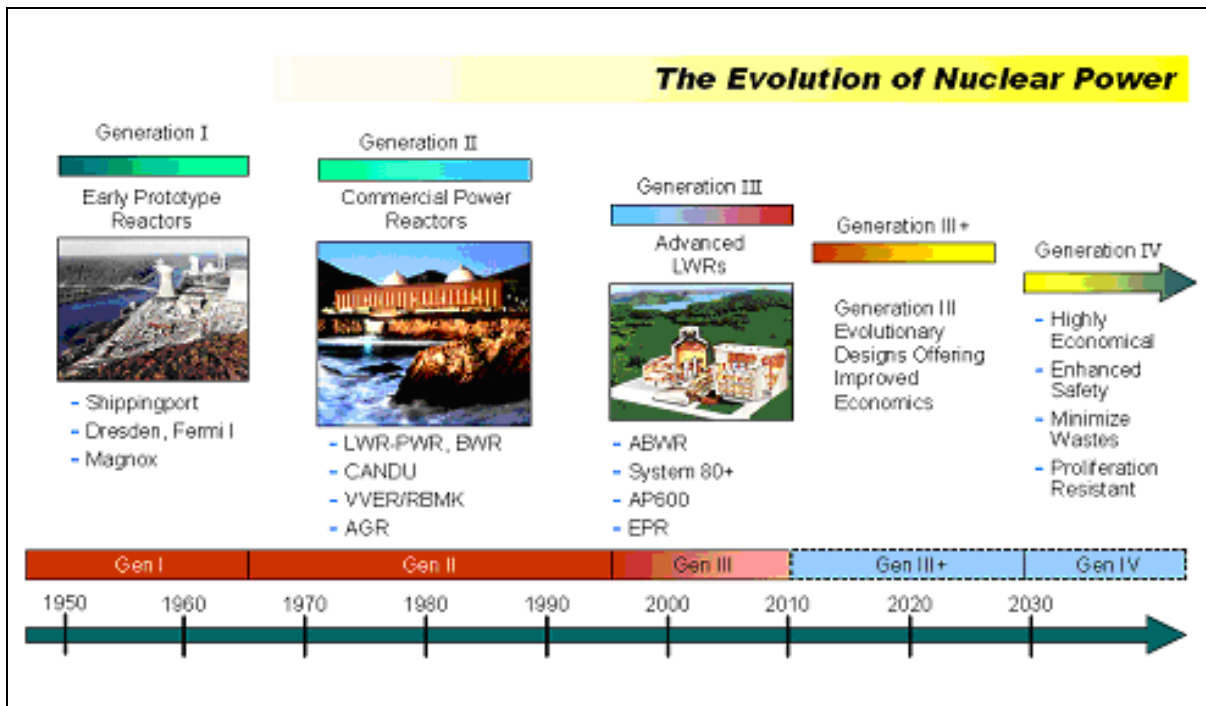 The Evolution of Nuclear Power
Generation I
Early Prototype
Reactors
- Shippingport
- Dresden, Fermi I
- Magnox
Generation II
Commercial Power
Reactors
- LWR-PWR, BWR
- CANDU
- VVER/RBMK
- AGR
Generation III
Advanced
LWRs
- ABWR
- System 80+
- AP600
- EPR
Generation III+
Generation III
Evolutionary
Designs Offering
Improved
Economics
Generation IV
- Highly
Economical
- Enhanced
Safety
- Minimize
Wastes
- Proliferation
Resistant
Gen I
Gen II
Gen III
Gen III+
Gen IV
1950
1960
1970
1980
1990
2000
2010
2020
2030